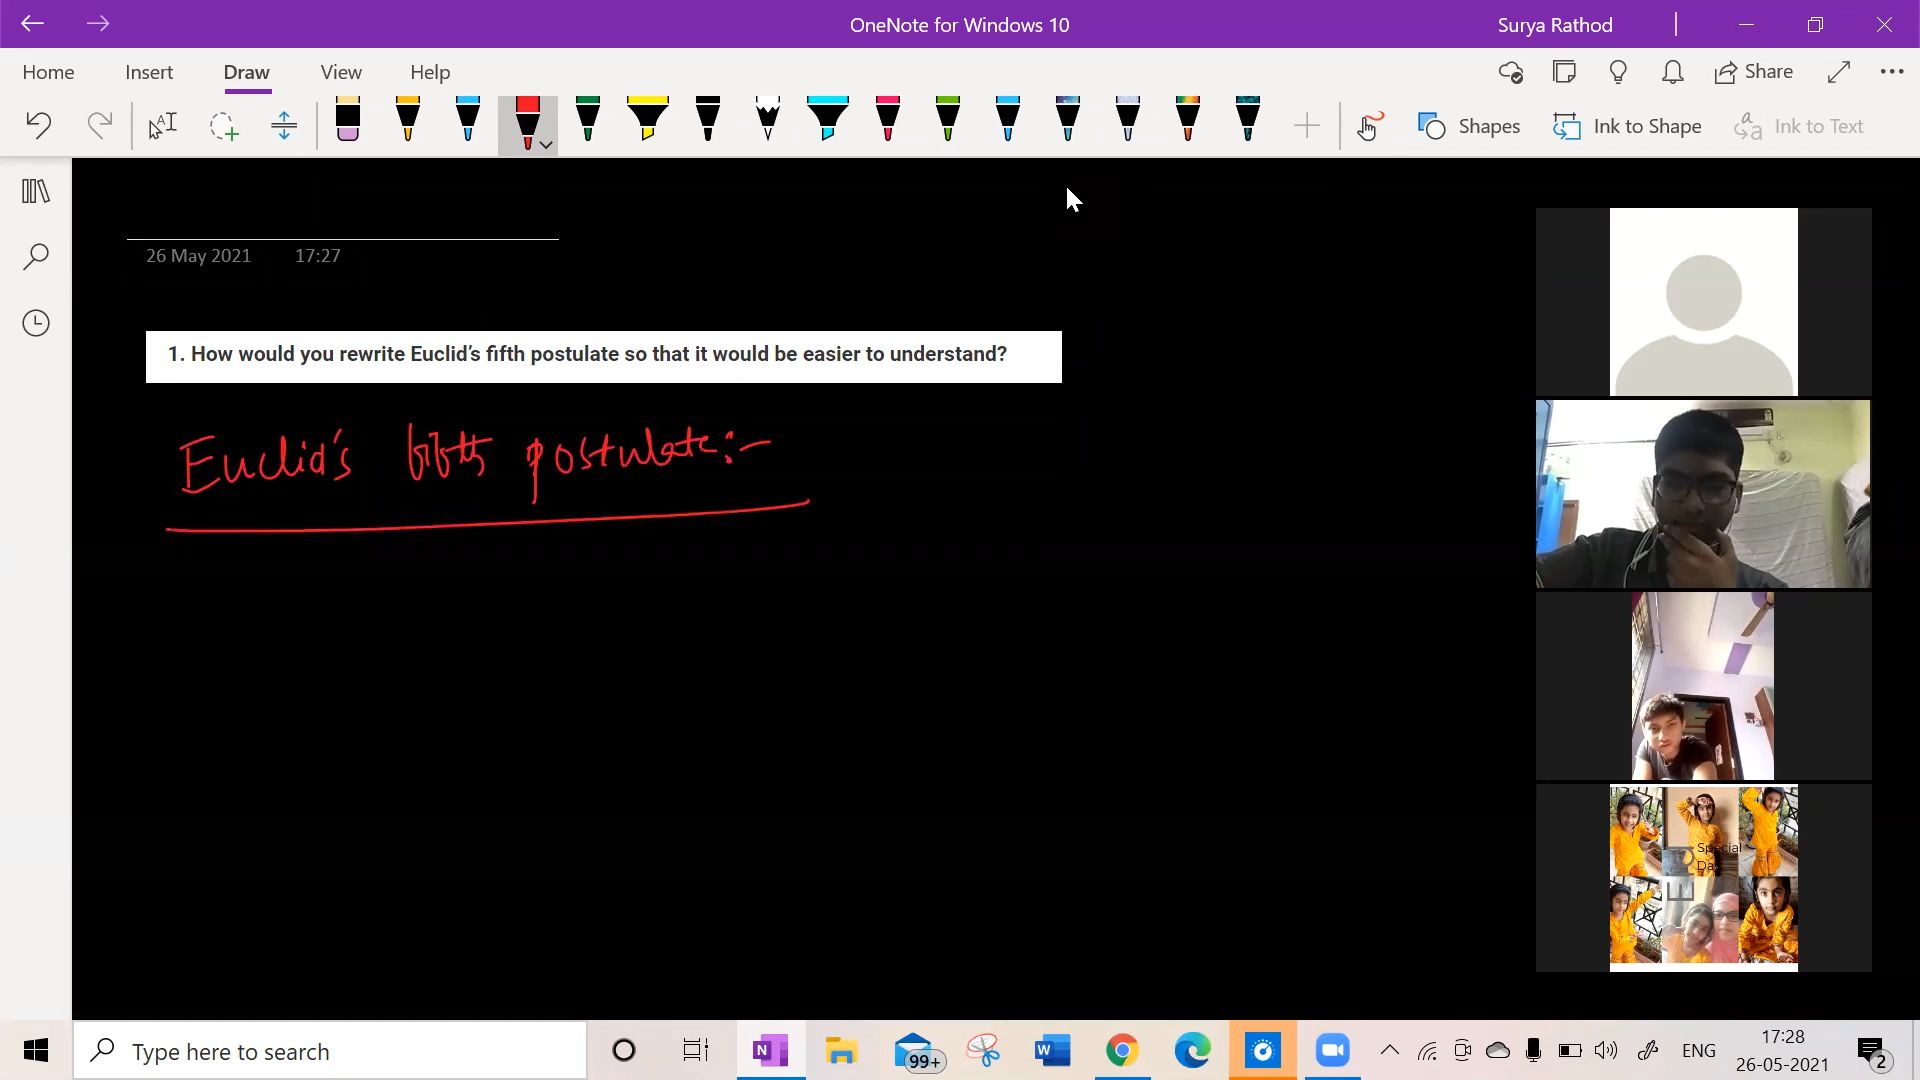 OneNote for Windows 10
Surya Rathod
Home Insert Draw View Help
Share
Shapes Ink to Shape Ink to Text
26 May 2021 17:27
1. How would you rewrite Euclid's fifth postulate so that it would be easier to understand?
Euclid's fifth postulate:-
Special
Day
Type here to search
99+
ENG
17:28
26-05-2021
2